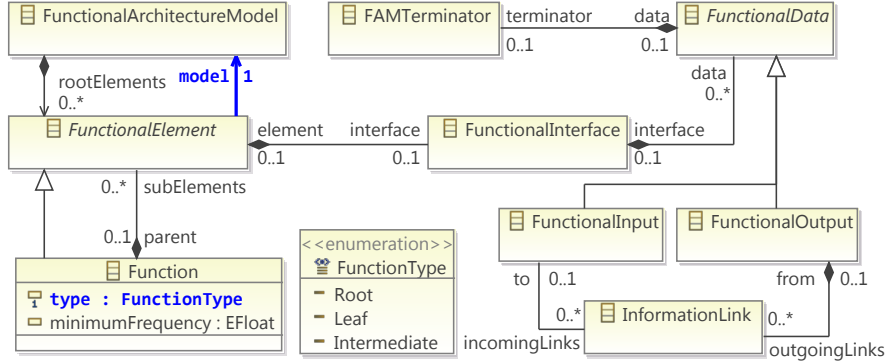 FunctionalArchitectureModel
FAMTerminator
terminator
0..1
data
0..1
FunctionalData
rootElements
0..*
model 1
data
0..*
FunctionalElement
element
0..1
interface
0..1
FunctionalInterface
interface
0..1
0..*
subElements
0..1
parent
Function
1
type : FunctionType
minimumFrequency : EFloat
<<enumeration>>
FunctionType
Root
Leaf
Intermediate
FunctionalInput
FunctionalOutput
to
0..1
from
0..1
0..*
incomingLinks
InformationLink
0..*
outgoingLinks